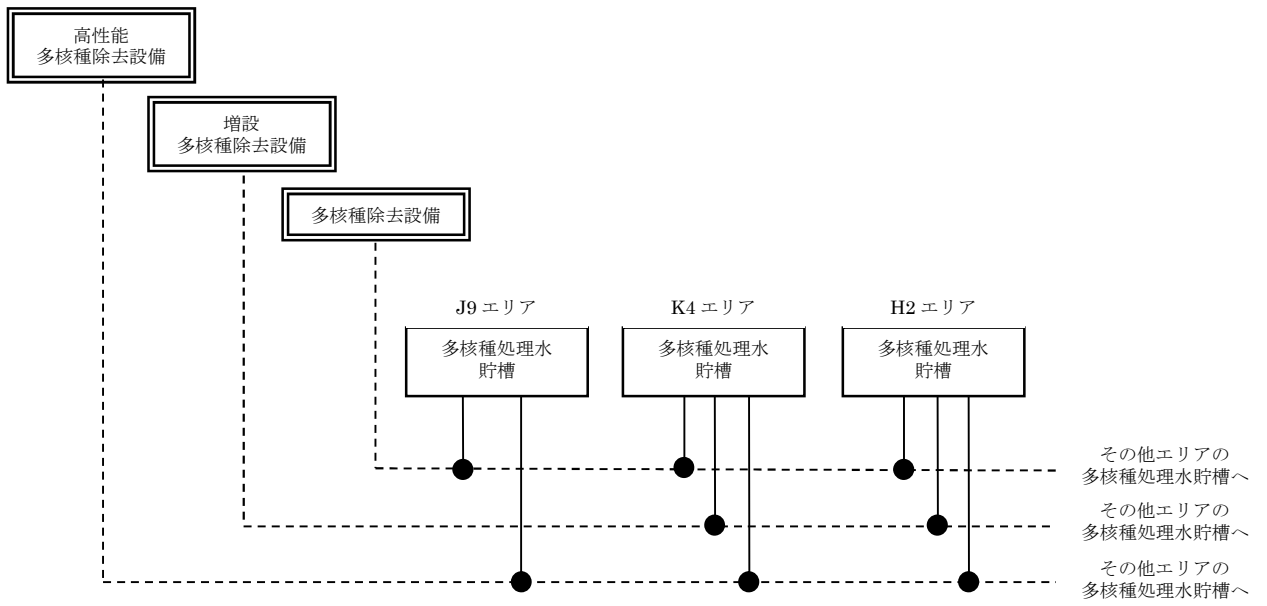 高性能
多核種除去設備
増設
多核種除去設備
多核種除去設備
J9 エリア
K4 エリア
H2 エリア
多核種処理水
貯槽
多核種処理水
貯槽
多核種処理水
貯槽
その他エリアの
多核種処理水貯槽へ
その他エリアの
多核種処理水貯槽へ
その他エリアの
多核種処理水貯槽へ